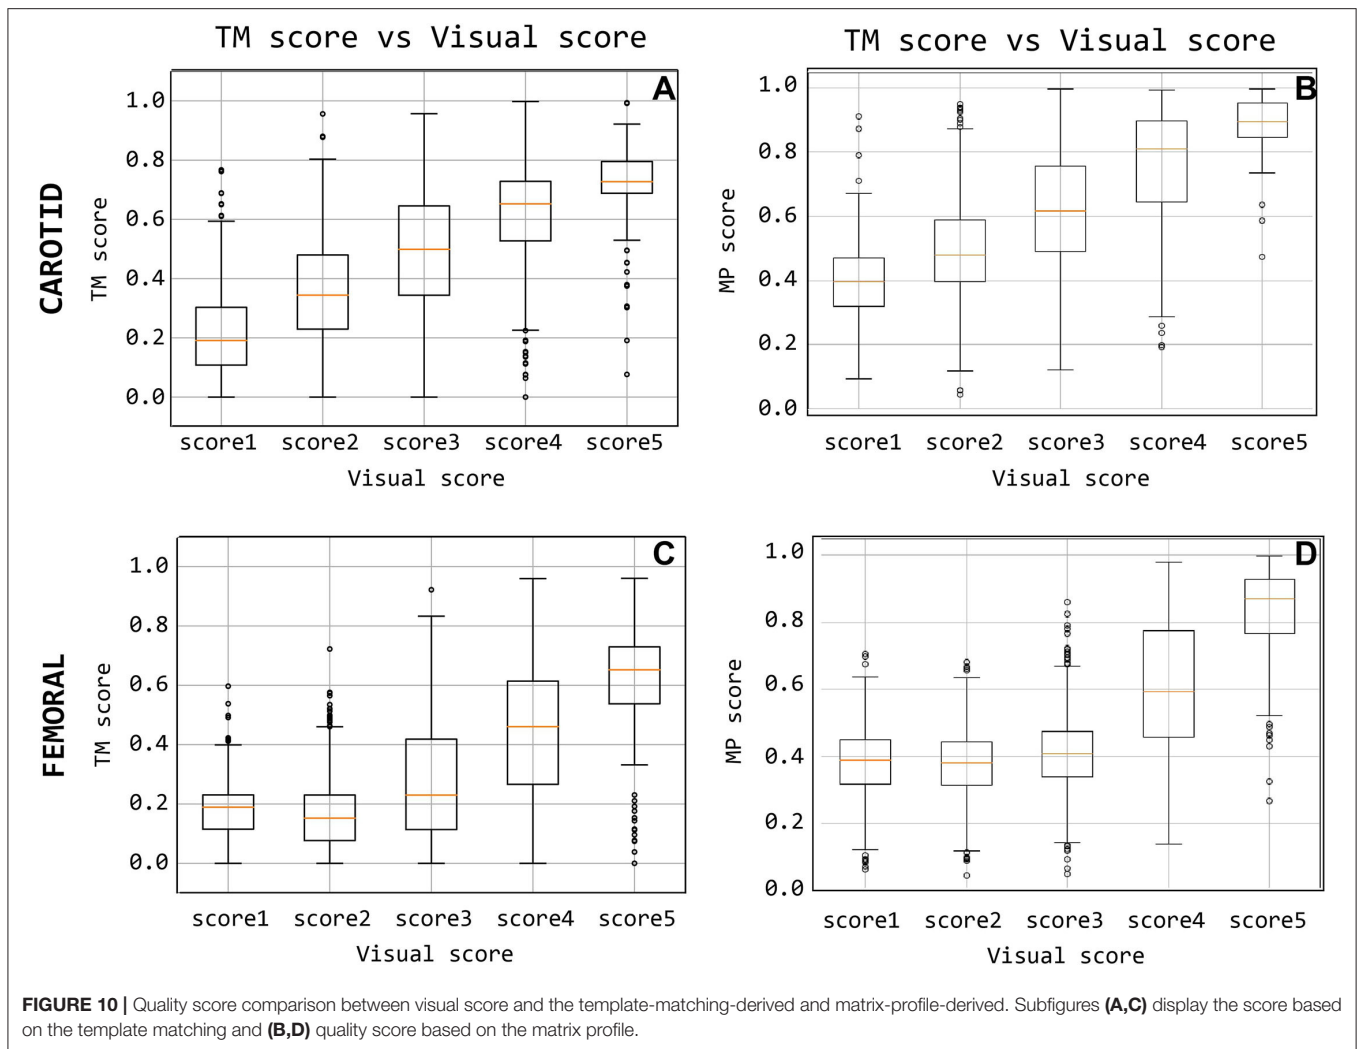 TM score vs Visual score
A
CAROTID
TM score
1.0
0.8
0.6
0.4
0.2
0.0
score1 score2 score3 score4 score5
Visual score
TM score vs Visual score
B
MP score
1.0
0.8
0.6
0.4
0.2
0.0
score1 score2 score3 score4 score5
Visual score
C
FEMORAL
TM score
1.0
0.8
0.6
0.4
0.2
0.0
score1 score2 score3 score4 score5
Visual score
D
MP score
1.0
0.8
0.6
0.4
0.2
0.0
score1 score2 score3 score4 score5
Visual score
FIGURE 10 | Quality score comparison between visual score and the template-matching-derived and matrix-profile-derived. Subfigures (A,C) display the score based
on the template matching and (B,D) quality score based on the matrix profile.